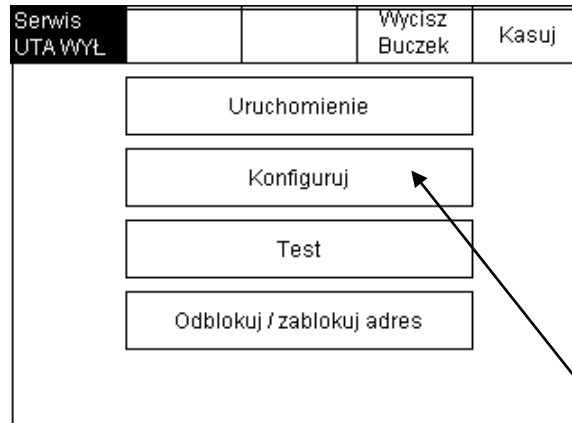 Serwis
UTA WYŁ
Wycisz
Buczek
Kasuj
Uruchomienie
Konfiguruj
Test
Odblokuj / zablokuj adres